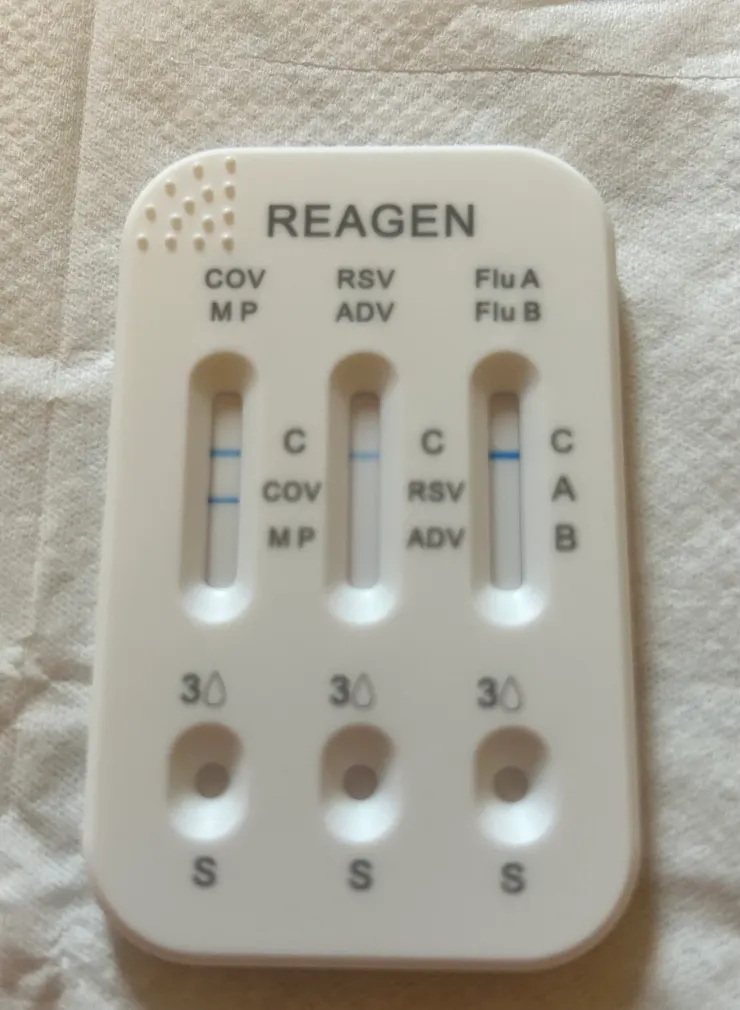 REAGEN
COV RSV Flu A
M P ADV Flu B
C C C
COV RSV A
M P ADV B
3 3 3
S S S